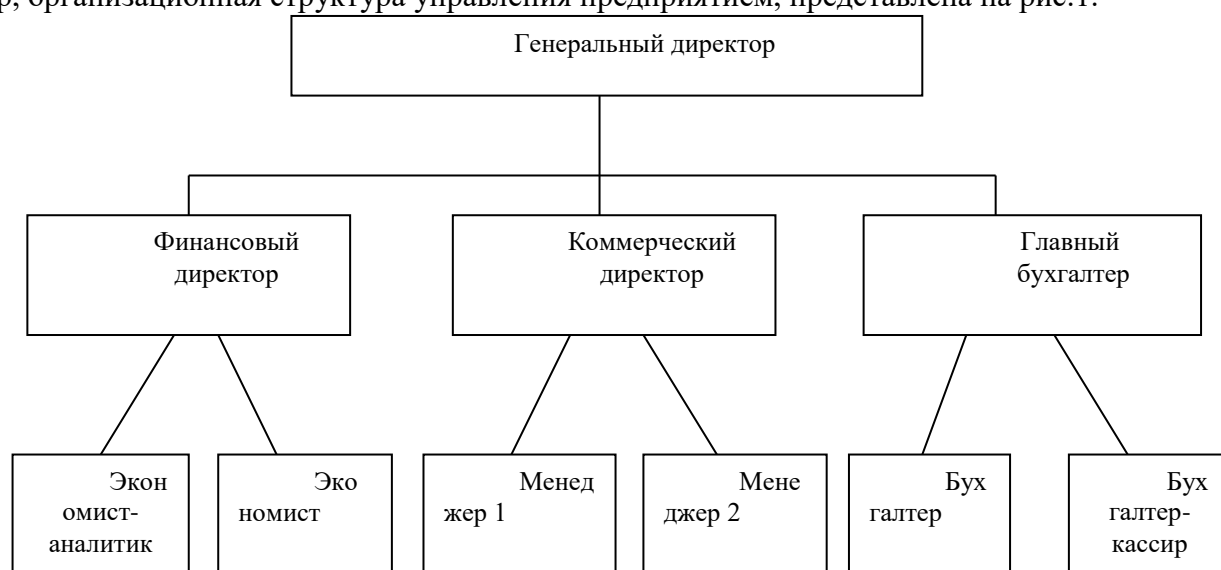 р, организационная структура управления предприятием, представлена на рис.1.
Генеральный директор
Финансовый
директор
Коммерческий
директор
Главный
бухгалтер
Экон
омист-
аналитик
Эко
номист
Менед
жер 1
Мене
джер 2
Бух
галтер
Бух
галтер-
кассир